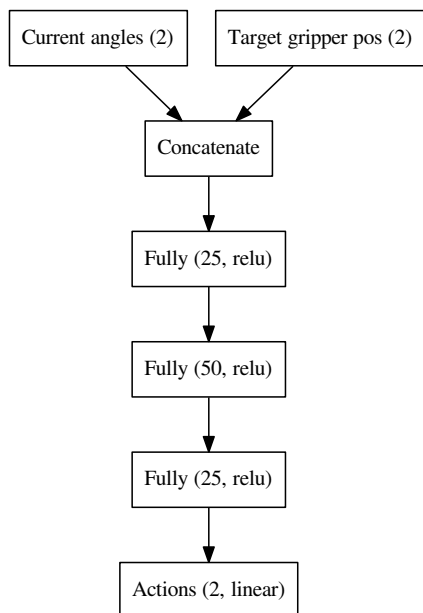 Current angles (2)
Target gripper pos (2)
Concatenate
Fully (25, relu)
Fully (50, relu)
Fully (25, relu)
Actions (2, linear)